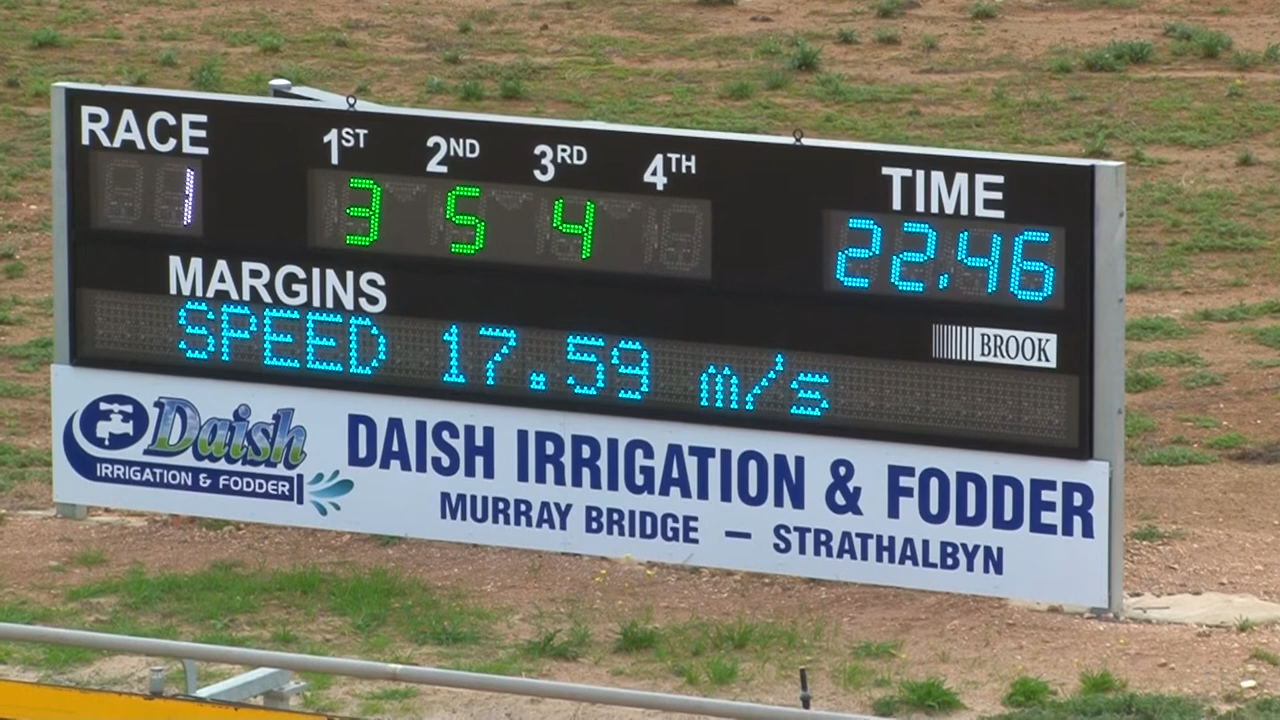 RACE 1ST 2ND 3RD 4TH TIME
1 3 5 4 22.46
MARGINS
SPEED 17.59 m/s
BROOK
Daish
IRRIGATION & FODDER
DAISH IRRIGATION & FODDER
MURRAY BRIDGE – STRATHALBYN